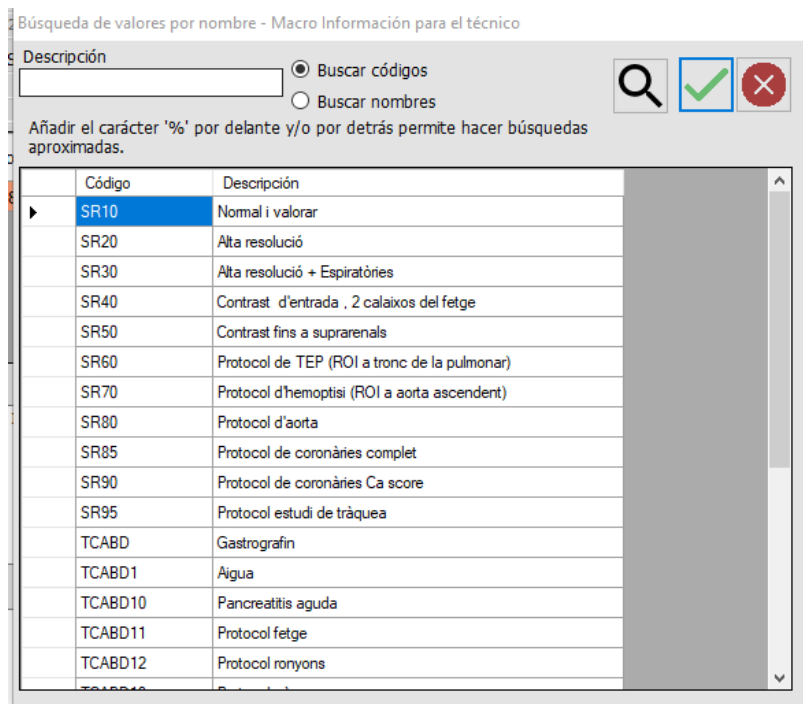 Búsqueda de valores por nombre - Macro Información para el técnico
Descripción
Buscar códigos
Buscar nombres
Añadir el carácter '%' por delante y/o por detrás permite hacer búsquedas
aproximadas.
Código Descripción
SR10 Normal i valorar
SR20 Alta resolució
SR30 Alta resolució + Espiratòries
SR40 Contrast d'entrada , 2 calaixos del fetge
SR50 Contrast fins a suprarenals
SR60 Protocol de TEP (ROI a tronc de la pulmonar)
SR70 Protocol d'hemoptisi (ROI a aorta ascendent)
SR80 Protocol d'aorta
SR85 Protocol de coronàries complet
SR90 Protocol de coronàries Ca score
SR95 Protocol estudi de tràquea
TCABD Gastrografin
TCABD1 Aigua
TCABD10 Pancreatitis aguda
TCABD11 Protocol fetge
TCABD12 Protocol ronyons